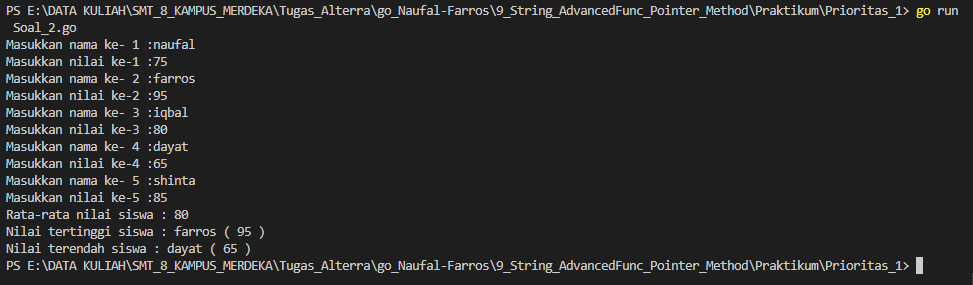 PS E:\DATA KULIAH\SMT_8_KAMPUS_MERDEKA\Tugas_Alterra\go_Naufal-Farros\9_String_AdvancedFunc_Pointer_Method\Praktikum\Prioritas_1> go run
 Soal_2.go
Masukkan nama ke- 1 :naufal
Masukkan nilai ke-1 :75
Masukkan nama ke- 2 :farros
Masukkan nilai ke-2 :95
Masukkan nama ke- 3 :iqbal
Masukkan nilai ke-3 :80
Masukkan nama ke- 4 :dayat
Masukkan nilai ke-4 :65
Masukkan nama ke- 5 :shinta
Masukkan nilai ke-5 :85
Rata-rata nilai siswa : 80
Nilai tertinggi siswa : farros ( 95 )
Nilai terendah siswa : dayat ( 65 )
PS E:\DATA KULIAH\SMT_8_KAMPUS_MERDEKA\Tugas_Alterra\go_Naufal-Farros\9_String_AdvancedFunc_Pointer_Method\Praktikum\Prioritas_1>